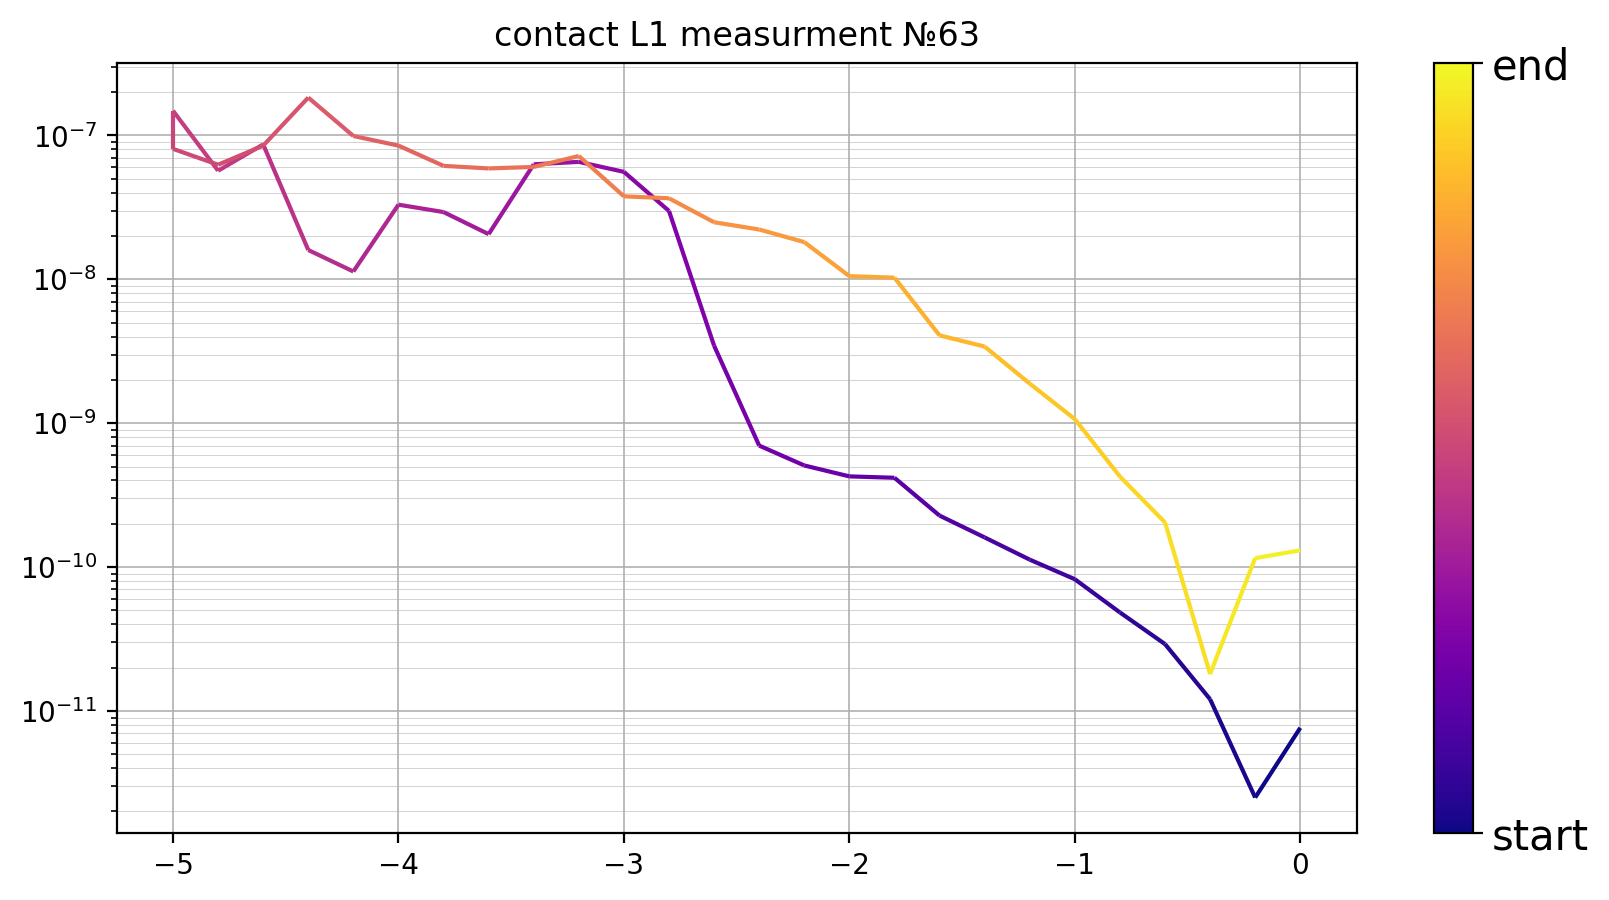 contact L1 measurment №63
10⁻⁷
10⁻⁸
10⁻⁹
10⁻¹⁰
10⁻¹¹
−5 −4 −3 −2 −1 0
end
start